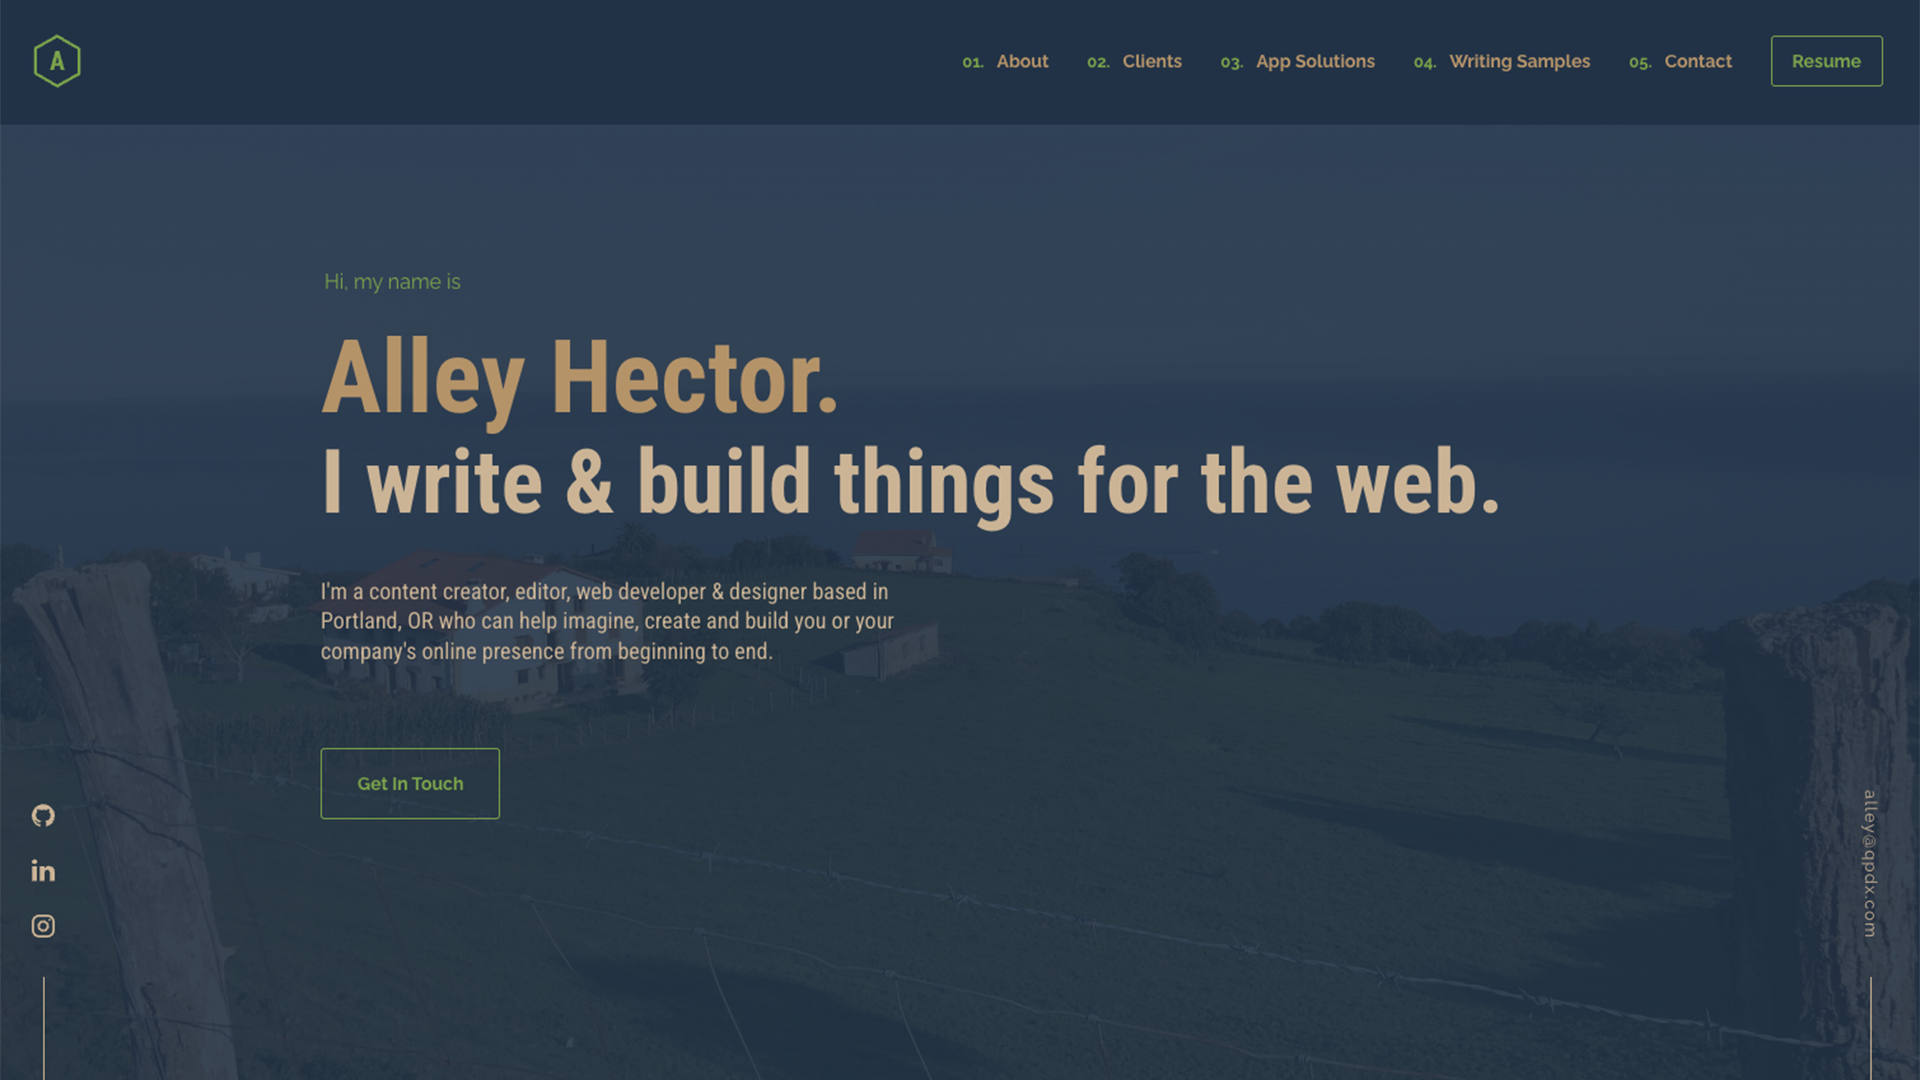 A
01. About 02. Clients 03. App Solutions 04. Writing Samples 05. Contact Resume
Hi, my name is
Alley Hector.
I write & build things for the web.
I'm a content creator, editor, web developer & designer based in
Portland, OR who can help imagine, create and build you or your
company's online presence from beginning to end.
Get In Touch
in
alley@qpdx.com